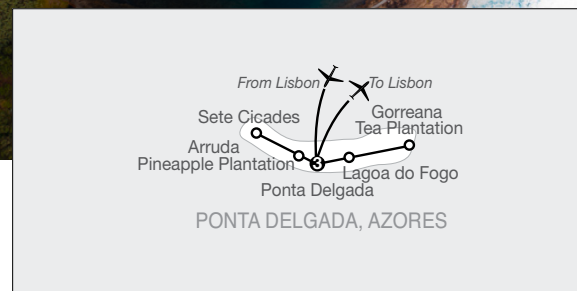 From Lisbon
To Lisbon
Sete Cicades
Gorreana
Tea Plantation
Arruda
Pineapple Plantation
3
Lagoa do Fogo
Ponta Delgada
PONTA DELGADA, AZORES